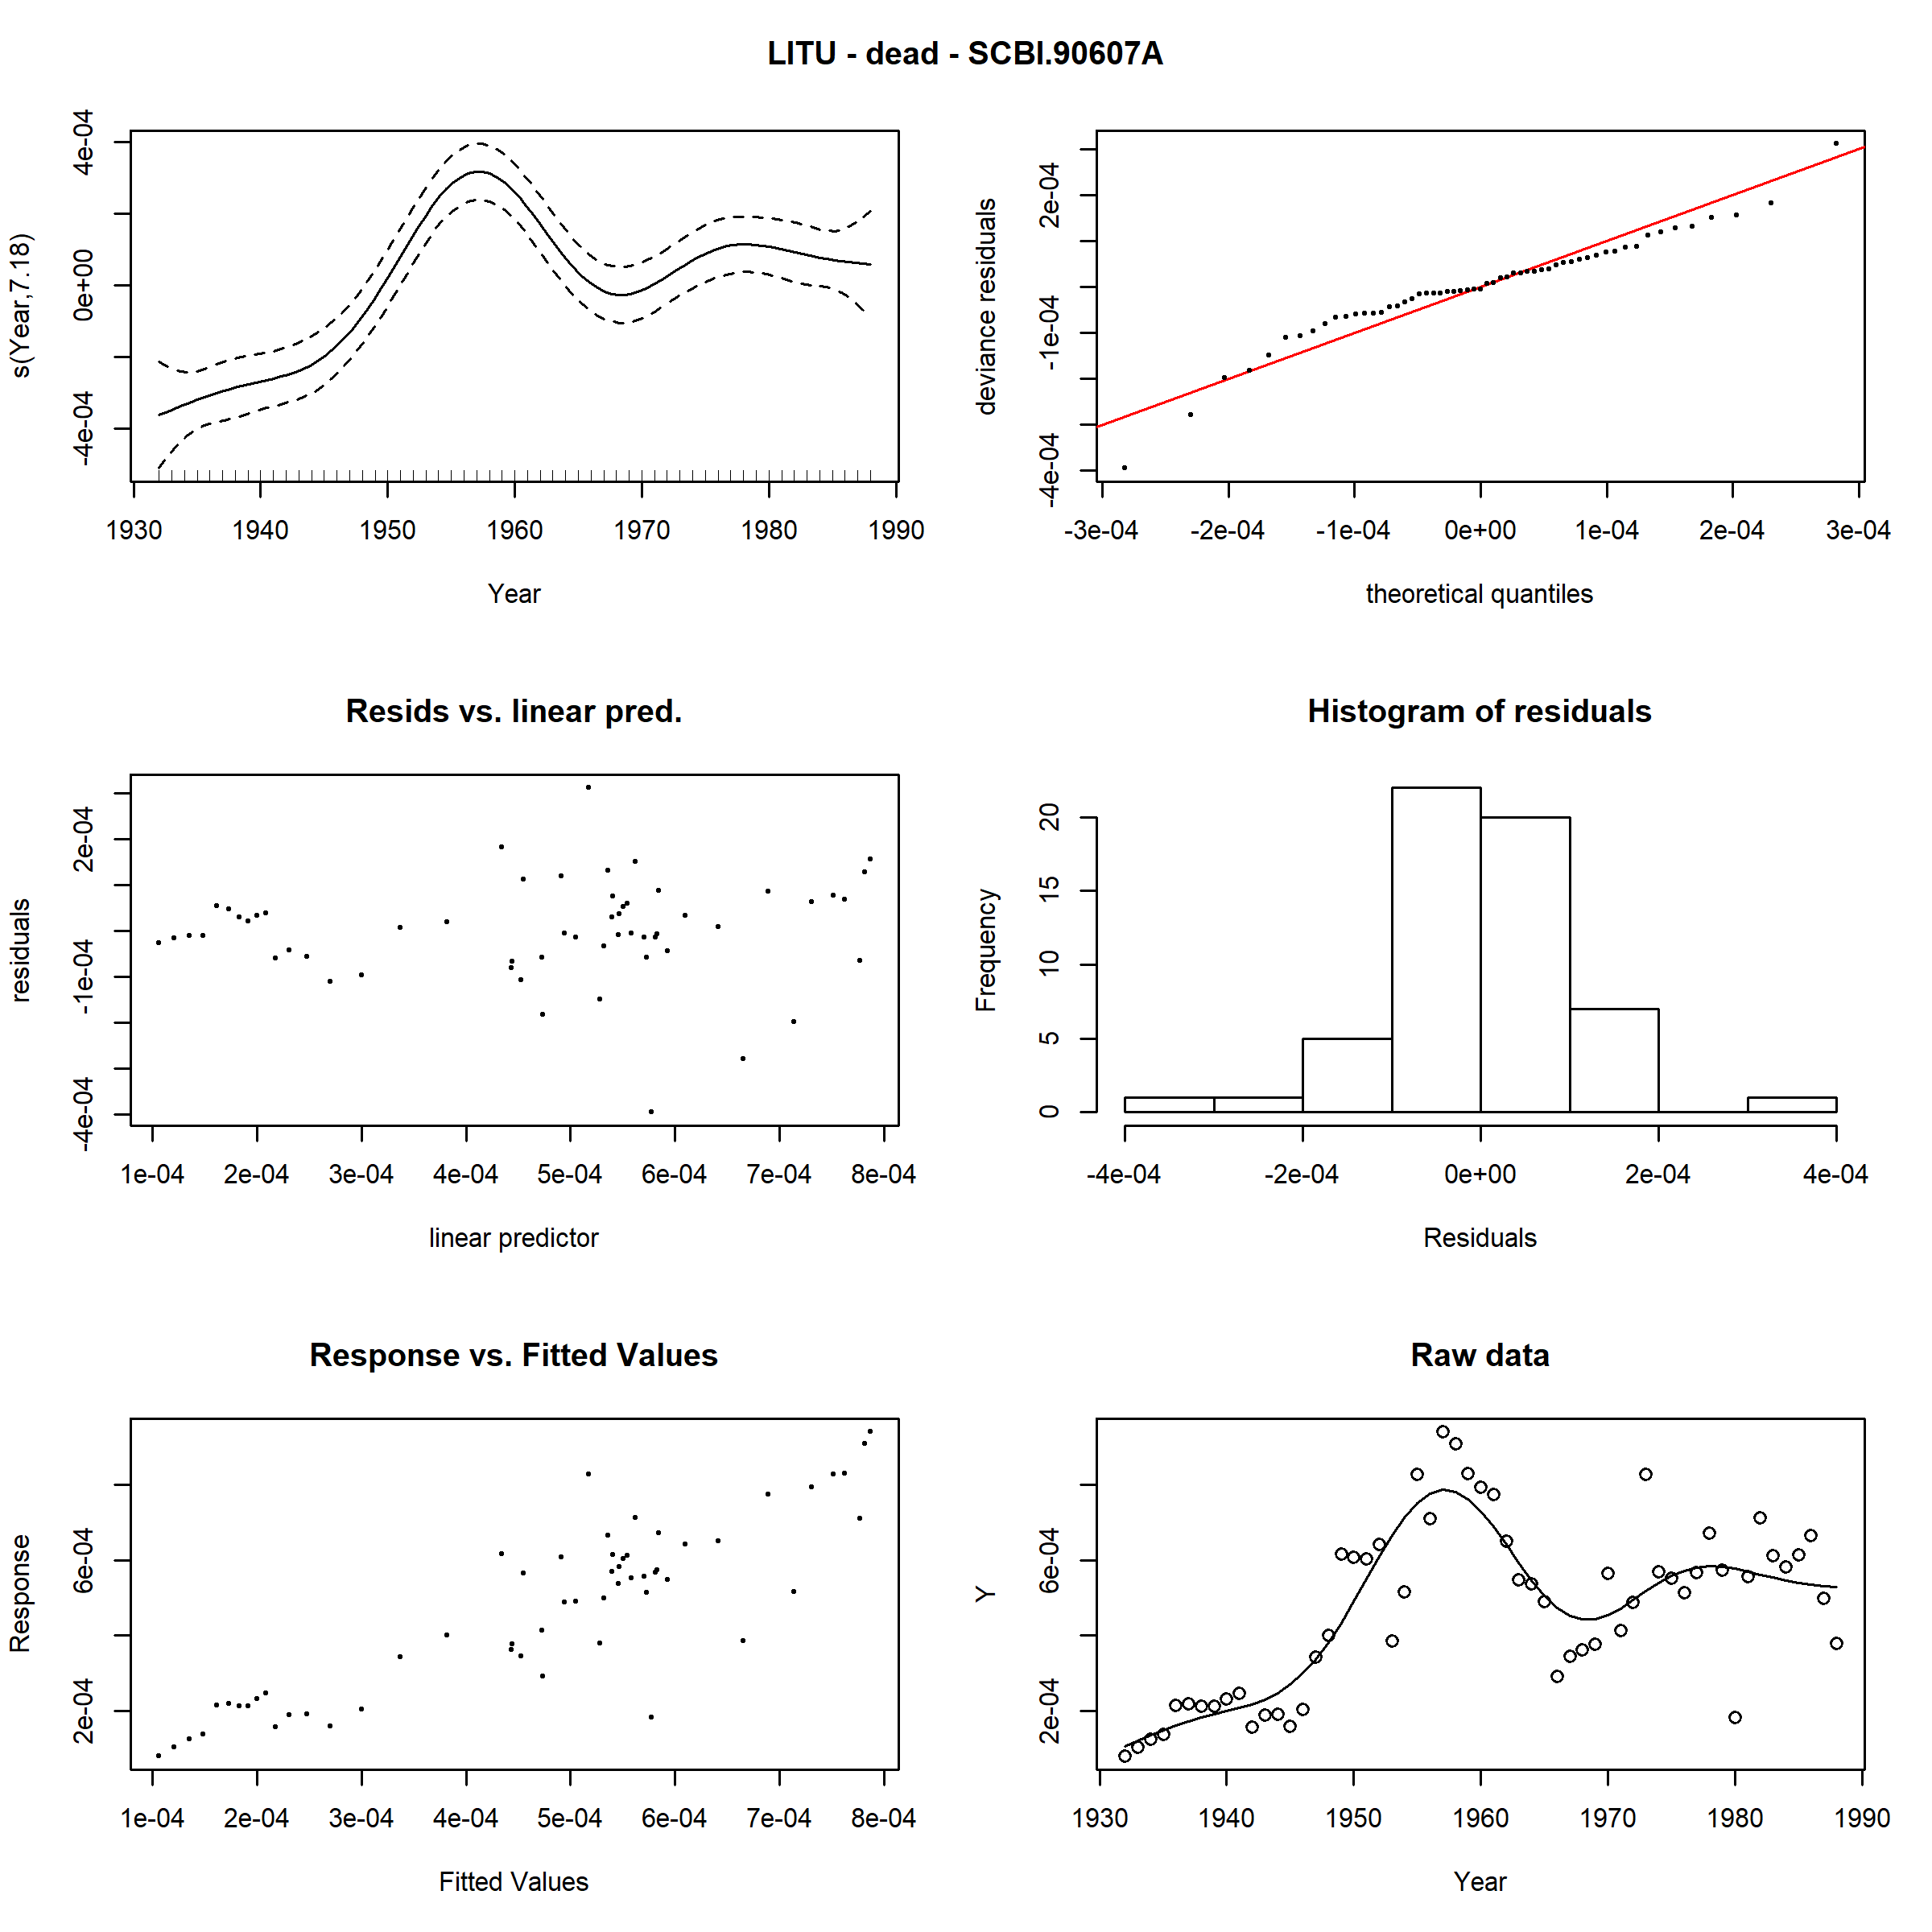 LITU - dead - SCBI.90607A
s(Year,7.18)
-4e-04 0e+00 4e-04
1930 1940 1950 1960 1970 1980 1990
Year
deviance residuals
-4e-04 -1e-04 2e-04
-3e-04 -2e-04 -1e-04 0e+00 1e-04 2e-04 3e-04
theoretical quantiles
Resids vs. linear pred.
residuals
-4e-04 -1e-04 2e-04
1e-04 2e-04 3e-04 4e-04 5e-04 6e-04 7e-04 8e-04
linear predictor
Histogram of residuals
Frequency
0 5 10 15 20
-4e-04 -2e-04 0e+00 2e-04 4e-04
Residuals
Response vs. Fitted Values
Response
2e-04 6e-04
1e-04 2e-04 3e-04 4e-04 5e-04 6e-04 7e-04 8e-04
Fitted Values
Raw data
Y
2e-04 6e-04
1930 1940 1950 1960 1970 1980 1990
Year